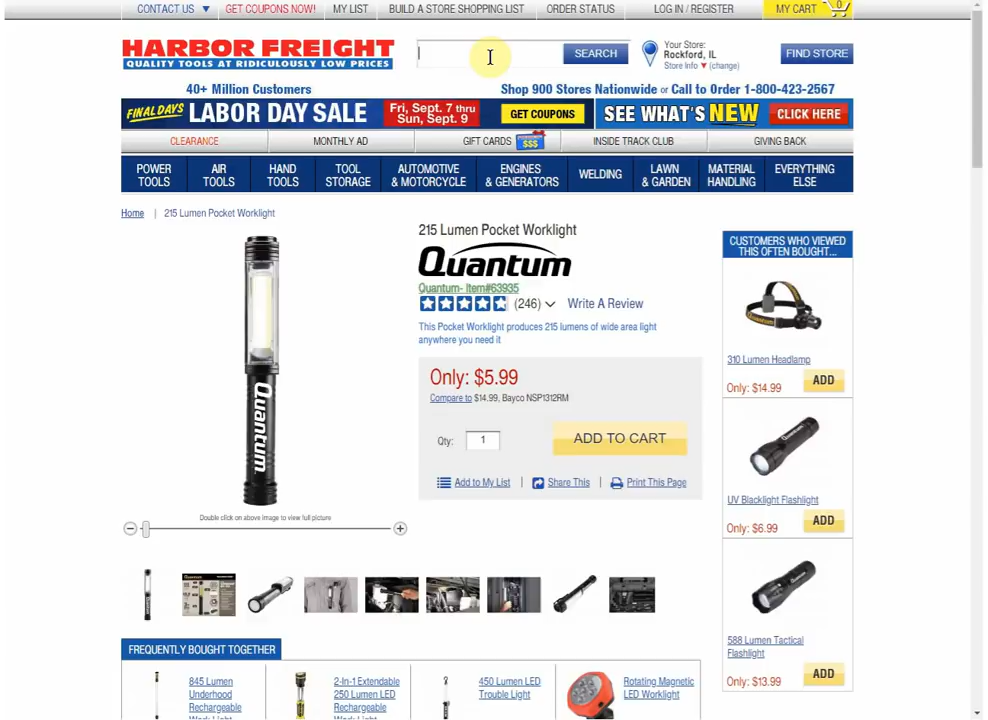 CONTACT US ▼ GET COUPONS NOW! MY LIST BUILD A STORE SHOPPING LIST ORDER STATUS LOG IN / REGISTER MY CART 0
HARBOR FREIGHT
QUALITY TOOLS AT RIDICULOUSLY LOW PRICES
SEARCH
Your Store:
Rockford, IL
Store Info ▼ (change)
FIND STORE
40+ Million Customers
Shop 900 Stores Nationwide or Call to Order 1-800-423-2567
FINAL DAYS LABOR DAY SALE
Fri, Sept. 7 thru
Sun, Sept. 9
GET COUPONS
SEE WHAT'S NEW
CLICK HERE
CLEARANCE MONTHLY AD GIFT CARDS $$$ INSIDE TRACK CLUB GIVING BACK
POWER
TOOLS
AIR
TOOLS
HAND
TOOLS
TOOL
STORAGE
AUTOMOTIVE
& MOTORCYCLE
ENGINES
& GENERATORS
WELDING
LAWN
& GARDEN
MATERIAL
HANDLING
EVERYTHING
ELSE
Home | 215 Lumen Pocket Worklight
Quantum
Double click on above image to view full picture
215 Lumen Pocket Worklight
Quantum
Quantum- Item#63935
(246) Write A Review
This Pocket Worklight produces 215 lumens of wide area light
anywhere you need it
Only: $5.99
Compare to $14.99, Bayco NSP1312RM
Qty: 1
ADD TO CART
Add to My List | Share This | Print This Page
CUSTOMERS WHO VIEWED
THIS OFTEN BOUGHT...
310 Lumen Headlamp
Only: $14.99
ADD
UV Blacklight Flashlight
Only: $6.99
ADD
588 Lumen Tactical
Flashlight
Only: $13.99
ADD
FREQUENTLY BOUGHT TOGETHER
845 Lumen
Underhood
Rechargeable
Work Light
2-In-1 Extendable
250 Lumen LED
Rechargeable
Work Light
450 Lumen LED
Trouble Light
Rotating Magnetic
LED Worklight